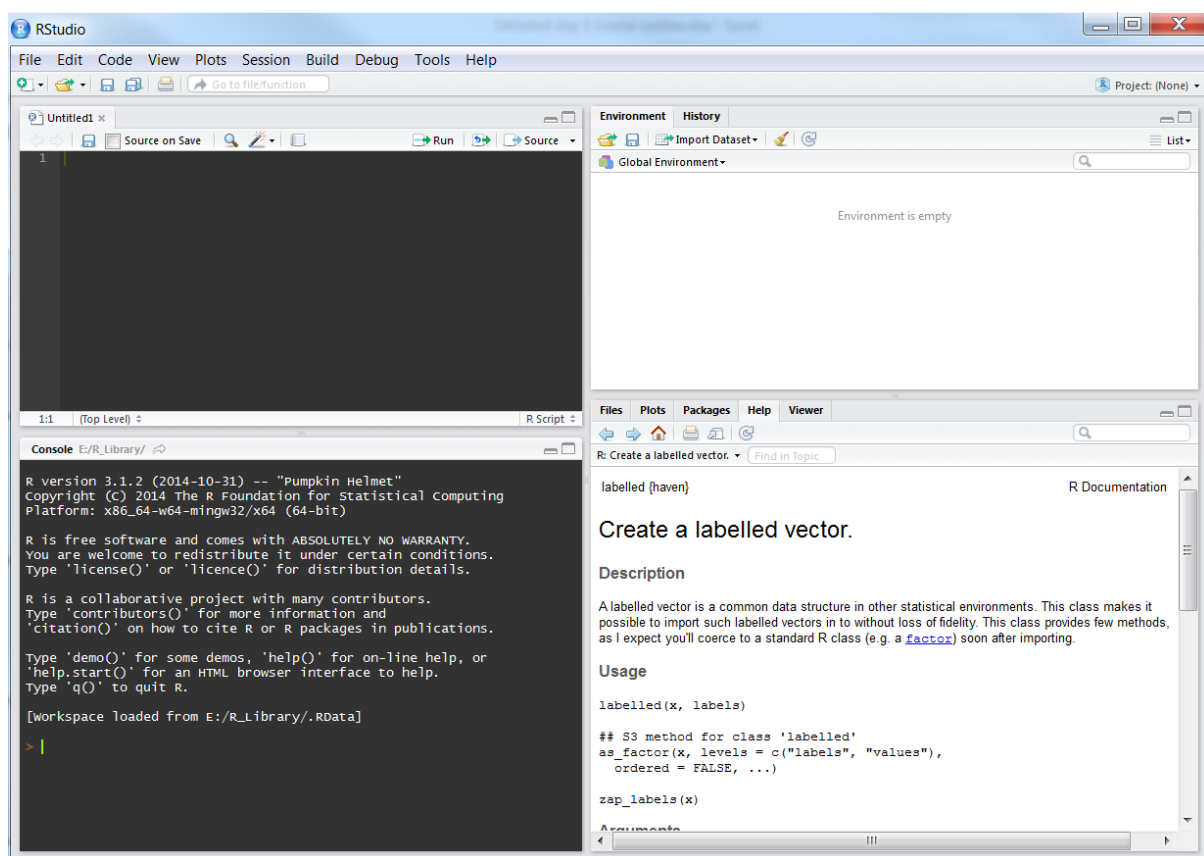 RStudio
File Edit Code View Plots Session Build Debug Tools Help
Go to file/function
Project: (None)
Untitled1
Source on Save
Run
Source
1
1:1 (Top Level)
R Script
Console E:/R_Library/
R version 3.1.2 (2014-10-31) -- "Pumpkin Helmet"
Copyright (C) 2014 The R Foundation for Statistical Computing
Platform: x86_64-w64-mingw32/x64 (64-bit)
R is free software and comes with ABSOLUTELY NO WARRANTY.
You are welcome to redistribute it under certain conditions.
Type 'license()' or 'licence()' for distribution details.
R is a collaborative project with many contributors.
Type 'contributors()' for more information and
'citation()' on how to cite R or R packages in publications.
Type 'demo()' for some demos, 'help()' for on-line help, or
'help.start()' for an HTML browser interface to help.
Type 'q()' to quit R.
[Workspace loaded from E:/R_Library/.RData]
>
Environment History
Import Dataset
List
Global Environment
Environment is empty
Files Plots Packages Help Viewer
R: Create a labelled vector.
Find in Topic
labelled {haven}
R Documentation
Create a labelled vector.
Description
A labelled vector is a common data structure in other statistical environments. This class makes it
possible to import such labelled vectors in to without loss of fidelity. This class provides few methods,
as I expect you'll coerce to a standard R class (e.g. a factor) soon after importing.
Usage
labelled(x, labels)
## S3 method for class 'labelled'
as_factor(x, levels = c("labels", "values"),
ordered = FALSE, ...)
zap_labels(x)
Arguments